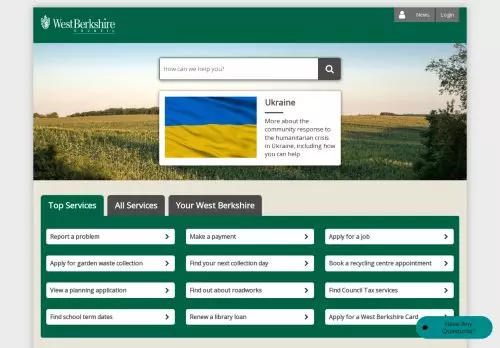 West Berkshire
COUNCIL
News
Login
How can we help you?
Ukraine
More about the
community response to
the humanitarian crisis
in Ukraine, including how
you can help
Top Services
All Services
Your West Berkshire
Report a problem
Make a payment
Apply for a job
Apply for garden waste collection
Find your next collection day
Book a recycling centre appointment
View a planning application
Find out about roadworks
Find Council Tax services
Find school term dates
Renew a library loan
Apply for a West Berkshire Card
Have Any
Questions?